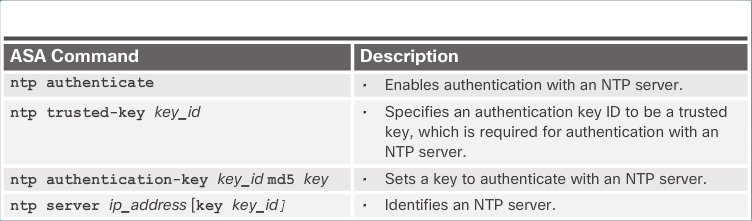 ASA Command Description
ntp authenticate ▪ Enables authentication with an NTP server.
ntp trusted-key key_id ▪ Specifies an authentication key ID to be a trusted
key, which is required for authentication with an
NTP server.
ntp authentication-key key_id md5 key ▪ Sets a key to authenticate with an NTP server.
ntp server ip_address [key key_id] ▪ Identifies an NTP server.